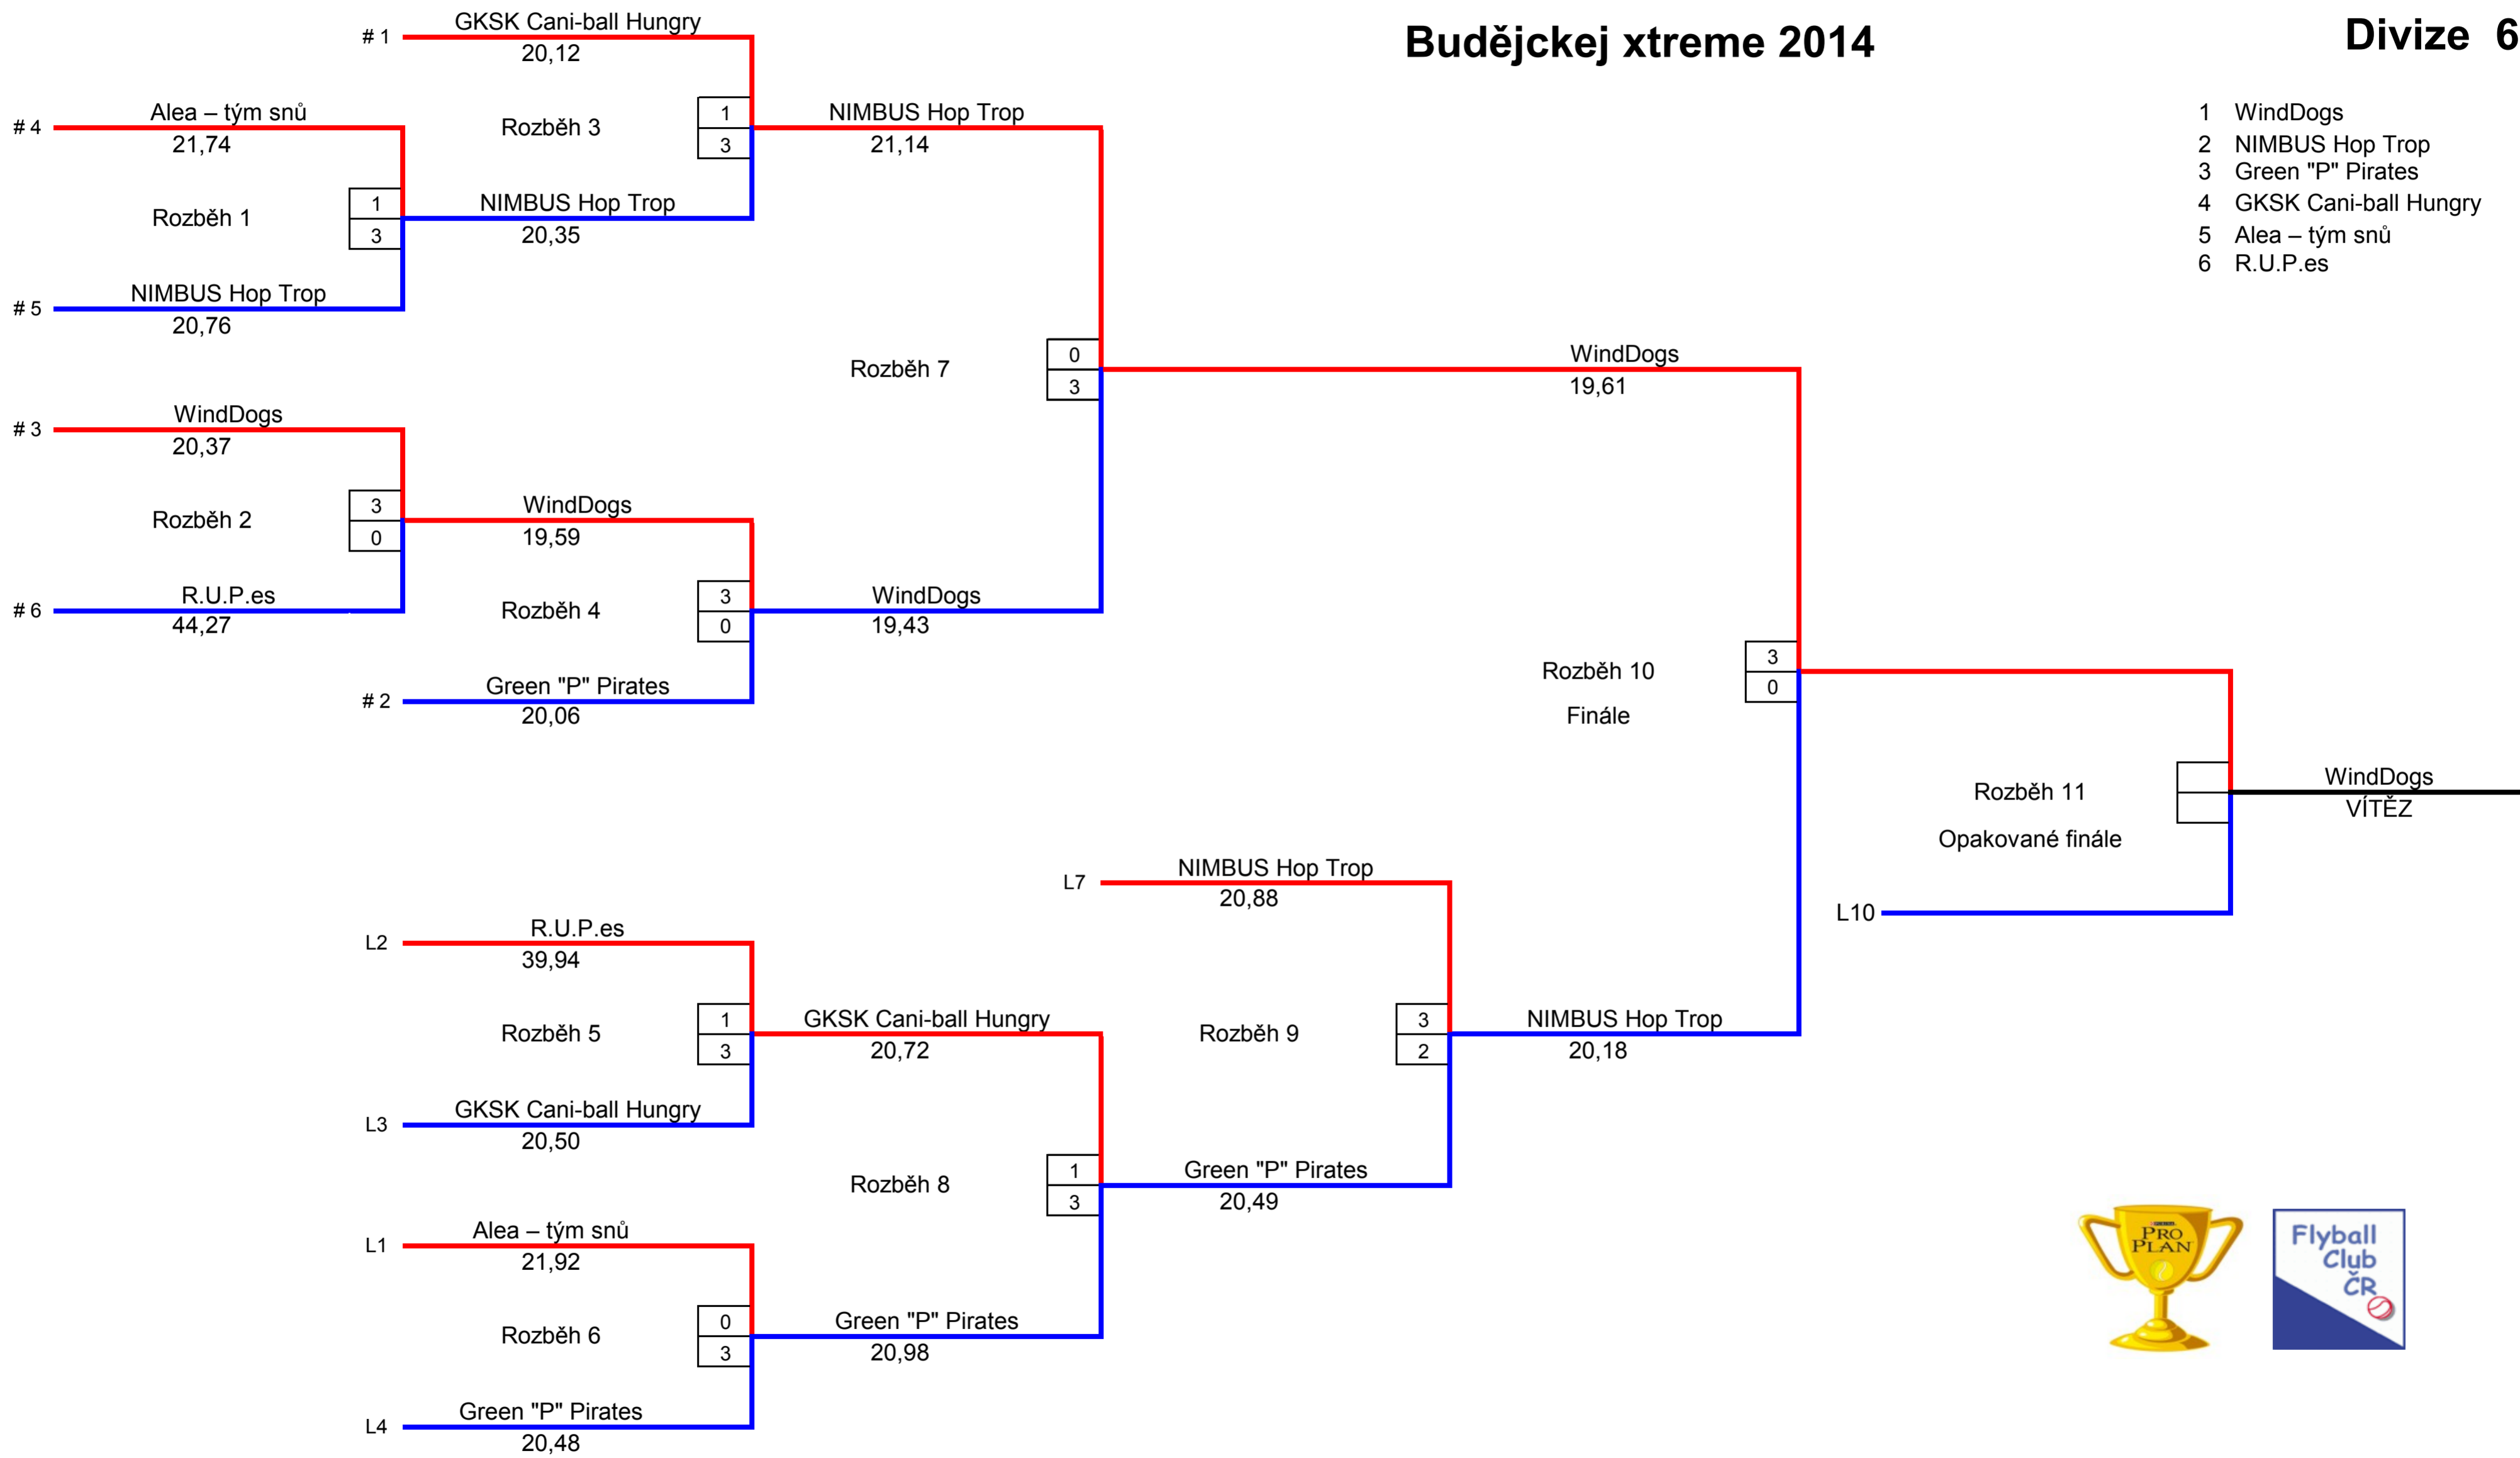 Budějckej xtreme 2014
Divize 6
1 WindDogs
2 NIMBUS Hop Trop
3 Green "P" Pirates
4 GKSK Cani-ball Hungry
5 Alea – tým snů
6 R.U.P.es
# 1
GKSK Cani-ball Hungry
20,12
# 4
Alea – tým snů
21,74
Rozběh 3
1
3
NIMBUS Hop Trop
21,14
Rozběh 1
1
3
NIMBUS Hop Trop
20,35
# 5
NIMBUS Hop Trop
20,76
Rozběh 7
0
3
WindDogs
19,61
# 3
WindDogs
20,37
Rozběh 2
3
0
WindDogs
19,59
# 6
R.U.P.es
44,27
Rozběh 4
3
0
WindDogs
19,43
# 2
Green "P" Pirates
20,06
Rozběh 10
Finále
3
0
Rozběh 11
Opakované finále
WindDogs
VÍTĚZ
L10
L7
NIMBUS Hop Trop
20,88
L2
R.U.P.es
39,94
Rozběh 5
1
3
GKSK Cani-ball Hungry
20,72
Rozběh 9
3
2
NIMBUS Hop Trop
20,18
L3
GKSK Cani-ball Hungry
20,50
Rozběh 8
1
3
Green "P" Pirates
20,49
L1
Alea – tým snů
21,92
Rozběh 6
0
3
Green "P" Pirates
20,98
L4
Green "P" Pirates
20,48
PRO
PLAN
Flyball
Club
ČR